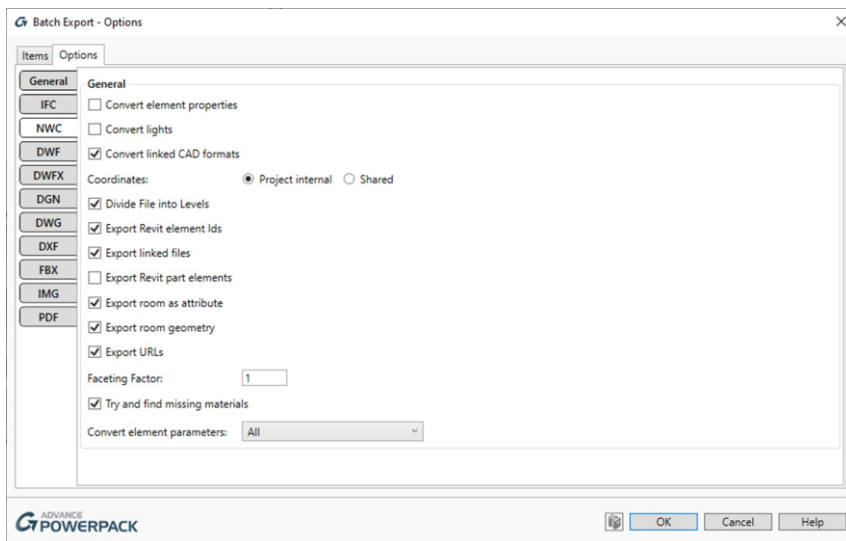 Batch Export - Options
Items Options
General
IFC
NWC
DWF
DWFX
DGN
DWG
DXF
FBX
IMG
PDF
General
Convert element properties
Convert lights
Convert linked CAD formats
Coordinates: Project internal Shared
Divide File into Levels
Export Revit element Ids
Export linked files
Export Revit part elements
Export room as attribute
Export room geometry
Export URLs
Faceting Factor: 1
Try and find missing materials
Convert element parameters: All
ADVANCE
POWERPACK
OK Cancel Help